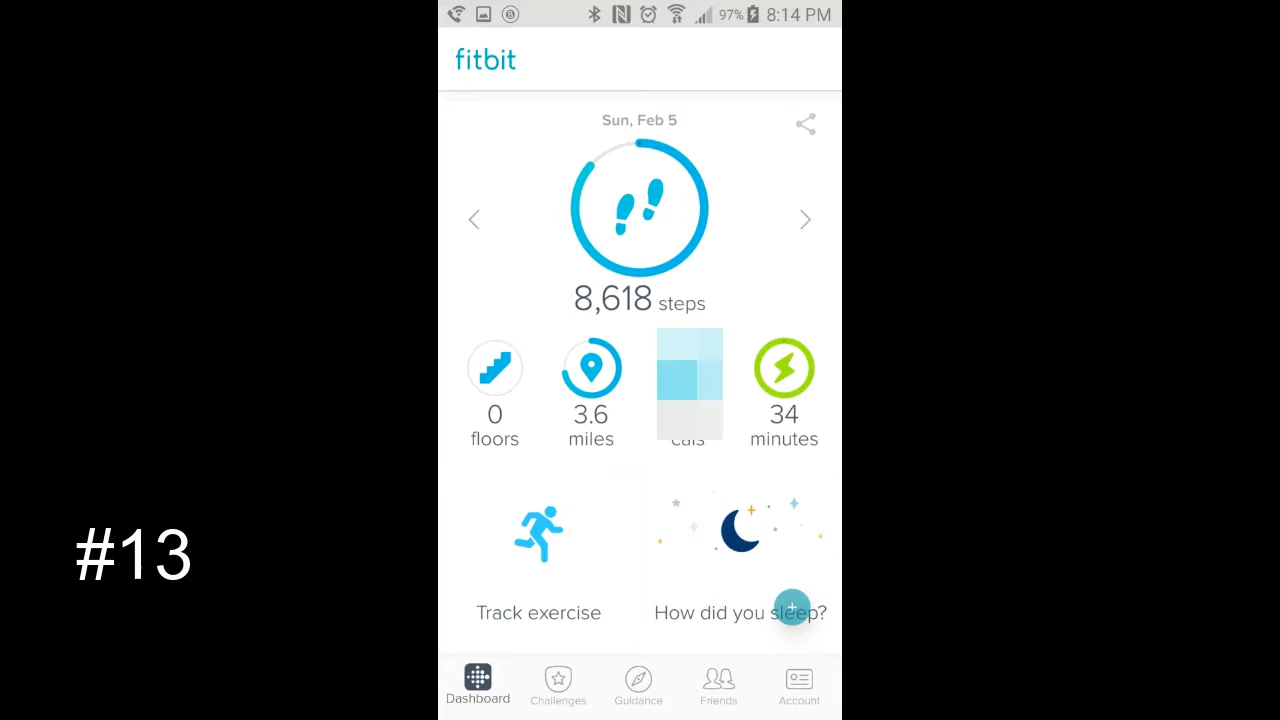 97% 8:14 PM
fitbit
Sun, Feb 5
8,618 steps
0 3.6 34
floors miles cals minutes
#13
Track exercise How did you sleep?
Dashboard Challenges Guidance Friends Account